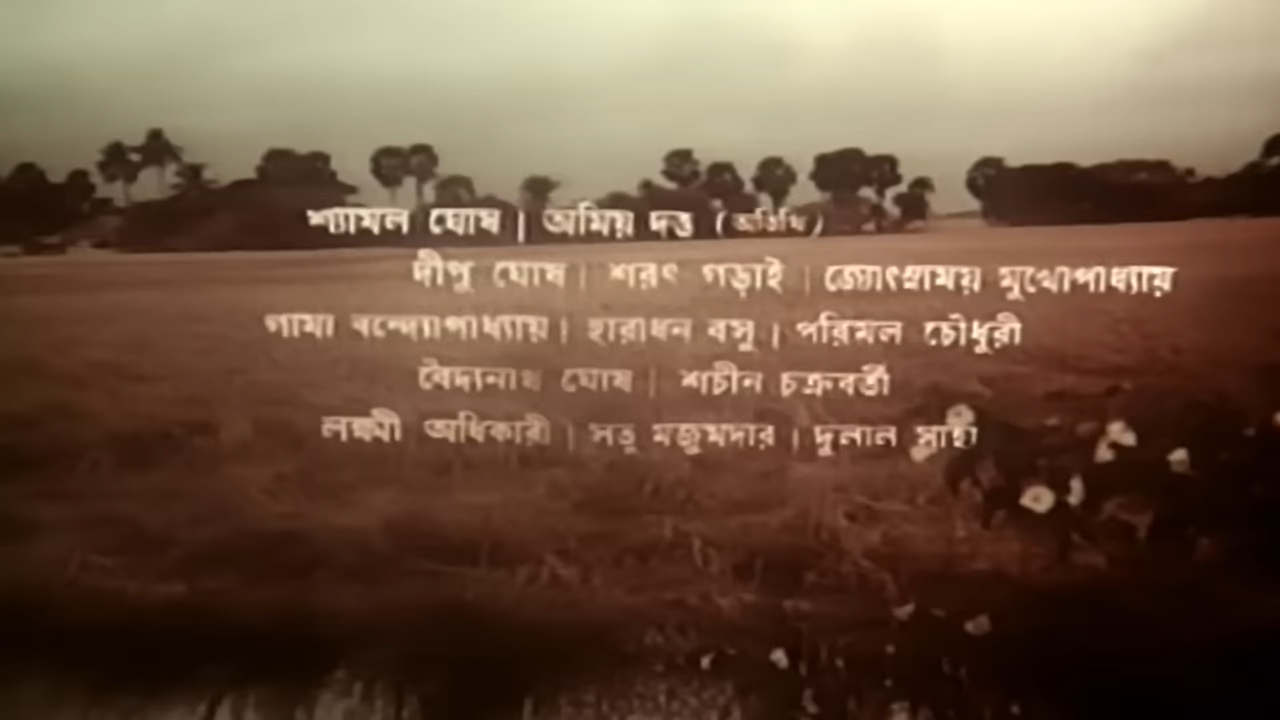 শ্যামল ঘোষ | অমিয় দত্ত (অতিথি)
দীপু ঘোষ | শরৎ গড়াই | জ্যোৎস্নাময় মুখোপাধ্যায়
গামা বন্দ্যোপাধ্যায় | হারাধন বসু | পরিমল চৌধুরী
বৈদ্যনাথ ঘোষ | শচীন চক্রবর্তী
লক্ষ্মী অধিকারী | সতু মজুমদার | দুলাল সাহা